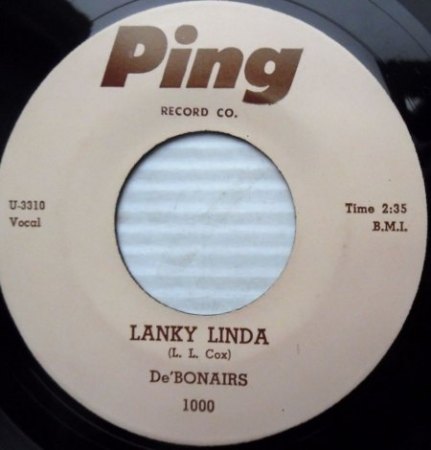 Ping
RECORD CO.
U-3310
Vocal
Time 2:35
B.M.I.
LANKY LINDA
(L. L. Cox)
De'BONAIRS
1000